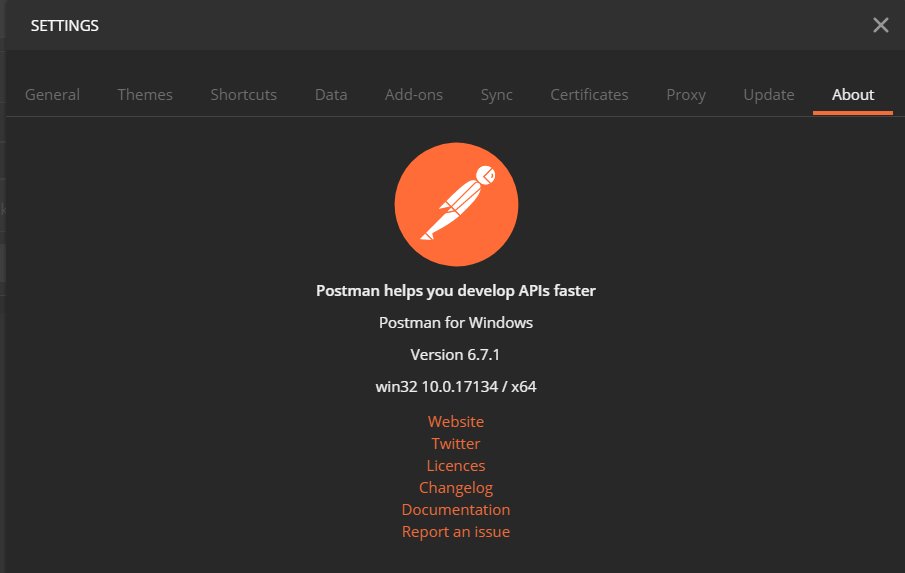 SETTINGS
General Themes Shortcuts Data Add-ons Sync Certificates Proxy Update About
Postman helps you develop APIs faster
Postman for Windows
Version 6.7.1
win32 10.0.17134 / x64
Website
Twitter
Licences
Changelog
Documentation
Report an issue